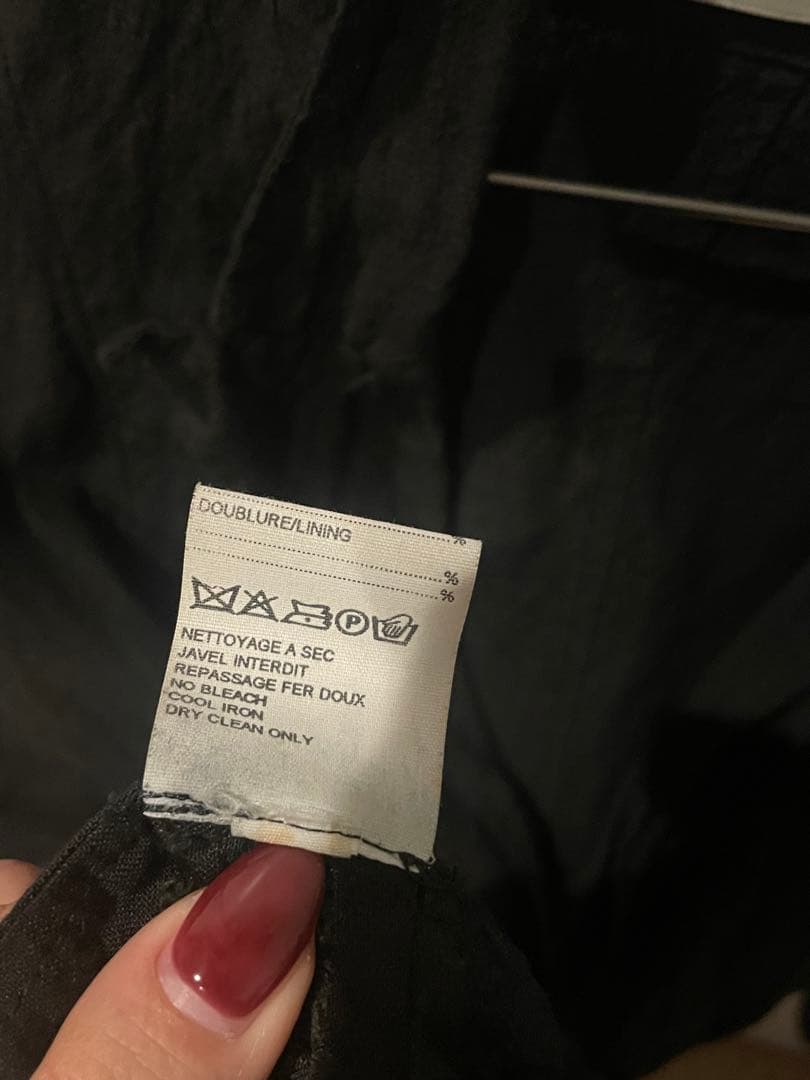 DOUBLURE/LINING
%
%
%
P
NETTOYAGE A SEC
JAVEL INTERDIT
REPASSAGE FER DOUX
NO BLEACH
COOL IRON
DRY CLEAN ONLY